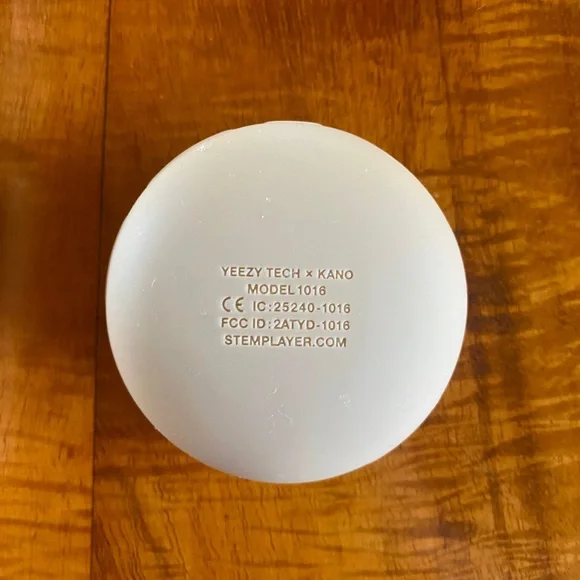 YEEZY TECH × KANO
MODEL 1016
CE IC:25240-1016
FCC ID:2ATYD-1016
STEMPLAYER.COM